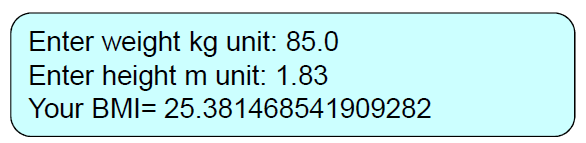 Enter weight kg unit: 85.0
Enter height m unit: 1.83
Your BMI= 25.381468541909282